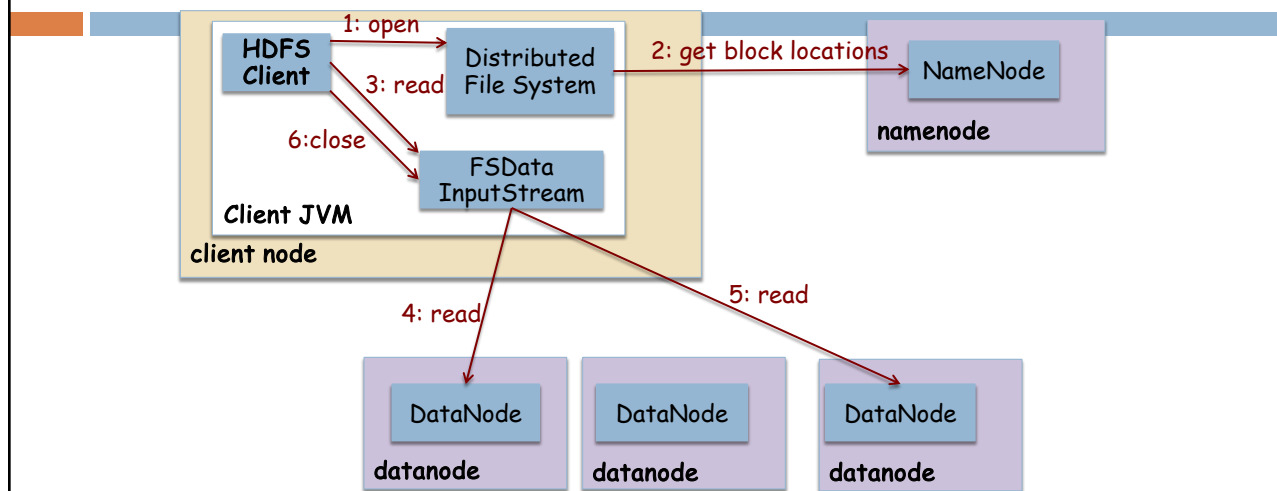 1: open
HDFS
Client
Distributed
File System
2: get block locations
NameNode
3: read
namenode
6:close
FSData
InputStream
Client JVM
client node
4: read
5: read
DataNode
DataNode
DataNode
datanode
datanode
datanode